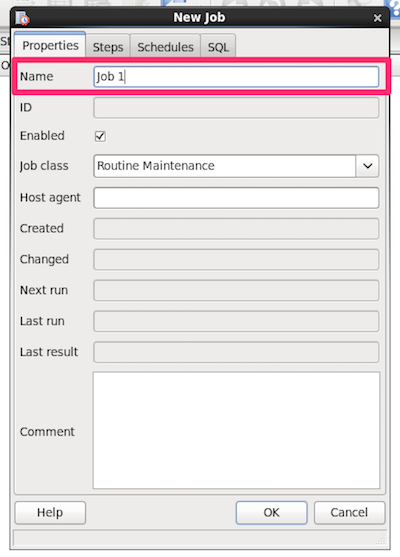 New Job
Properties Steps Schedules SQL
Name Job 1
ID
Enabled
Job class Routine Maintenance
Host agent
Created
Changed
Next run
Last run
Last result
Comment
Help OK Cancel